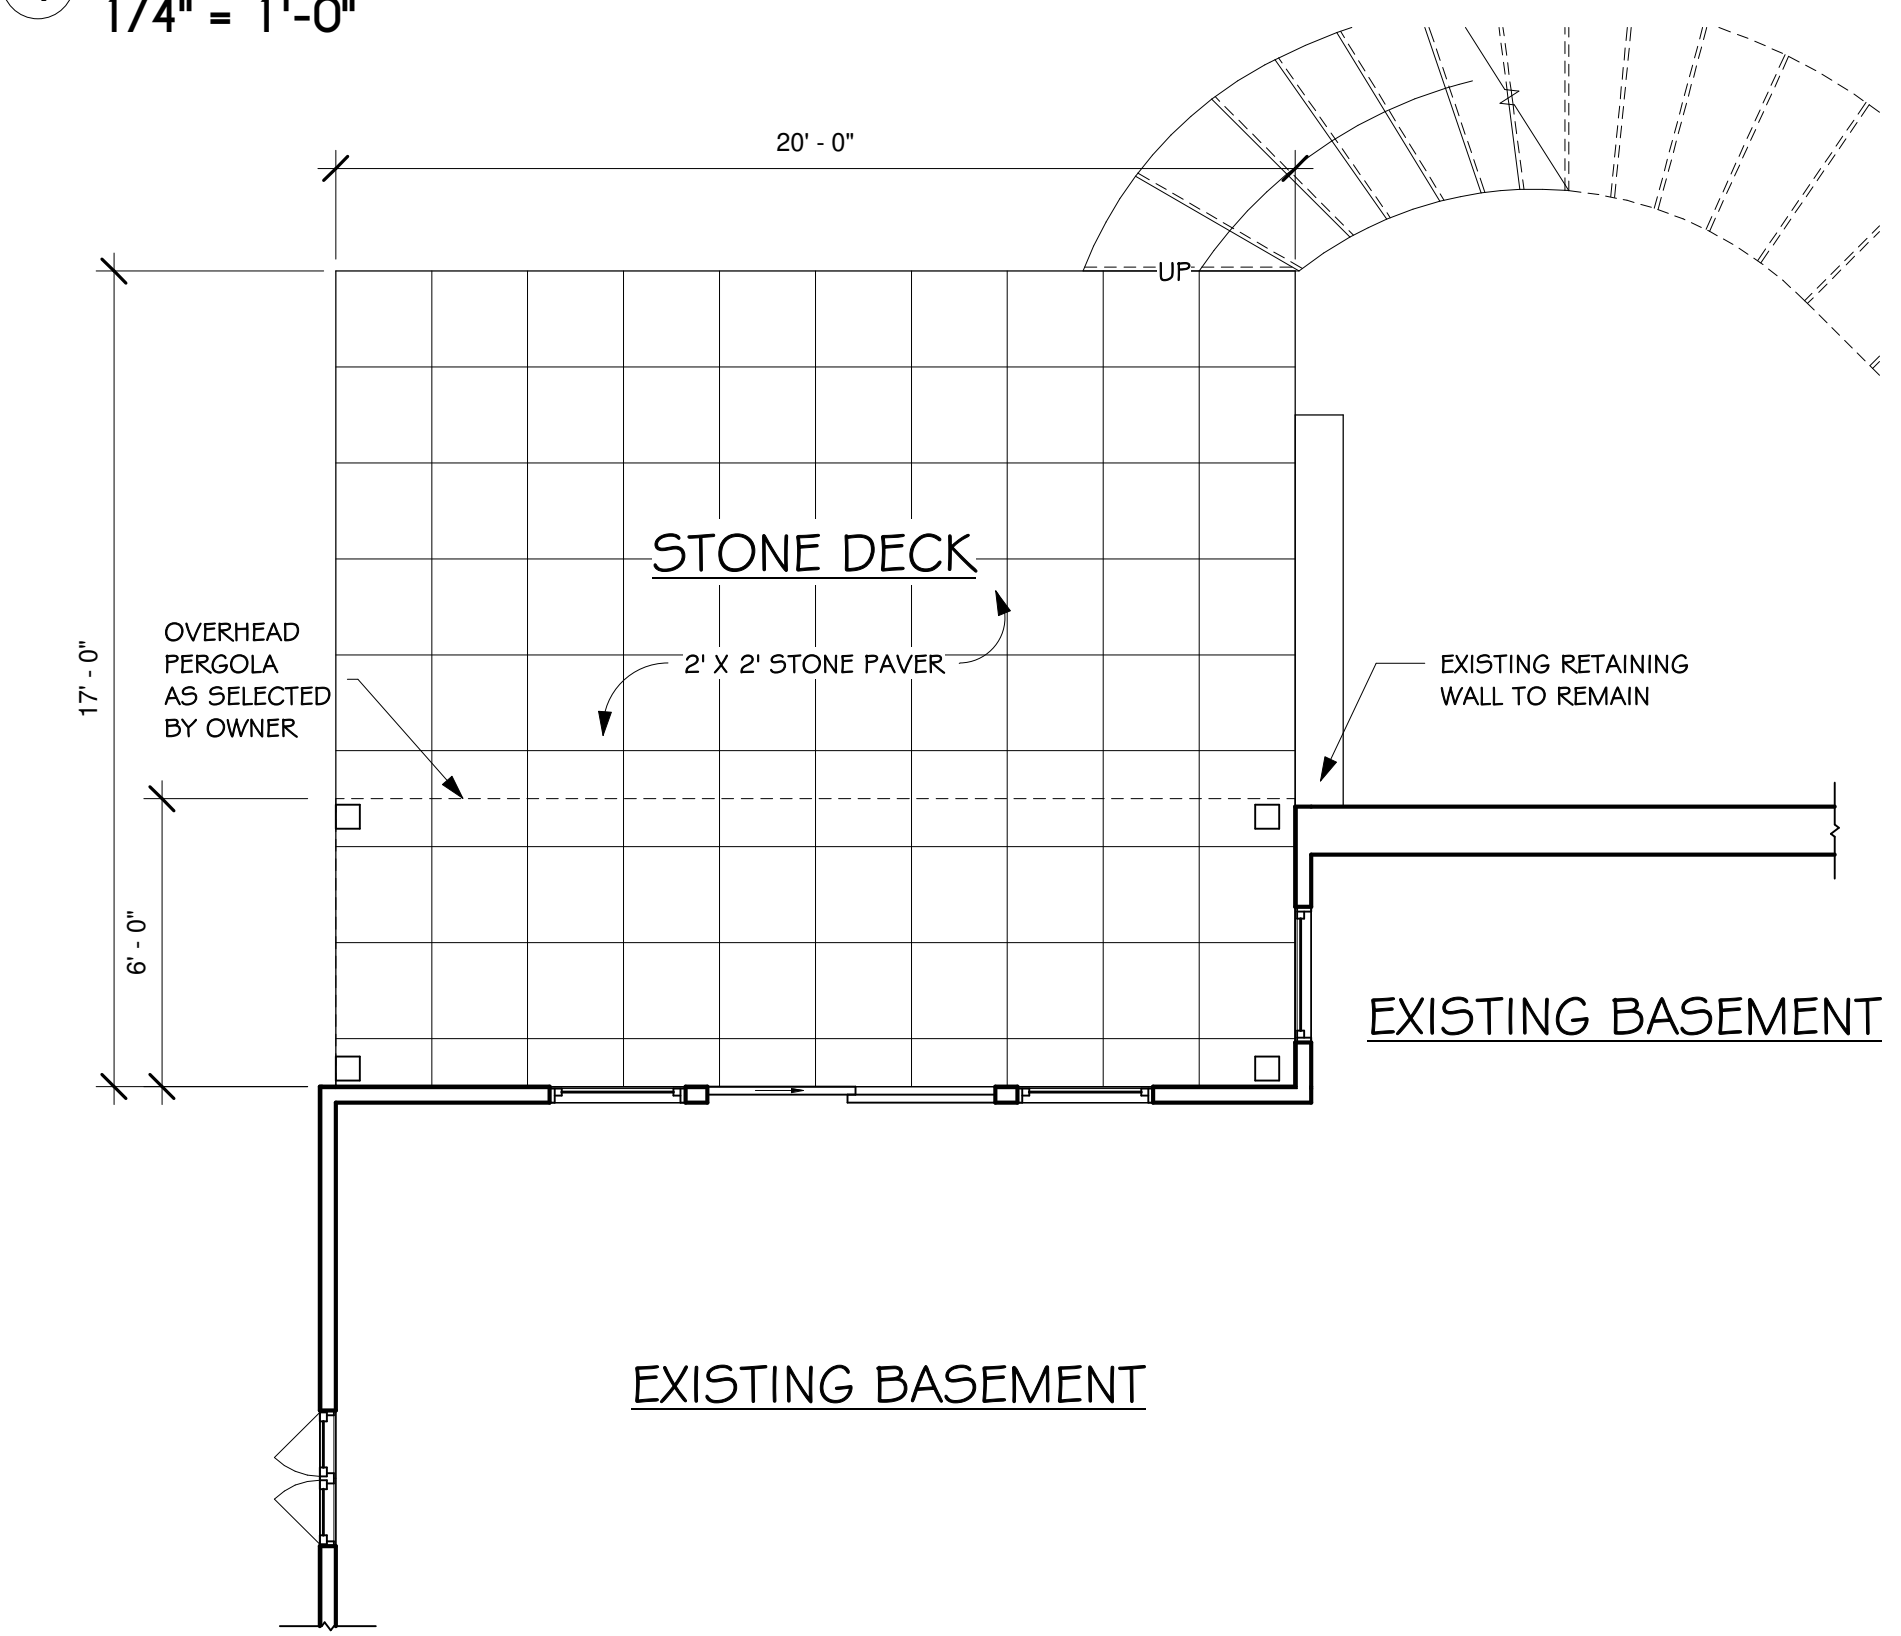 1/4" = 1'-0"
20' - 0"
UP
STONE DECK
OVERHEAD
PERGOLA
AS SELECTED
BY OWNER
2' X 2' STONE PAVER
EXISTING RETAINING
WALL TO REMAIN
17' - 0"
6' - 0"
EXISTING BASEMENT
EXISTING BASEMENT